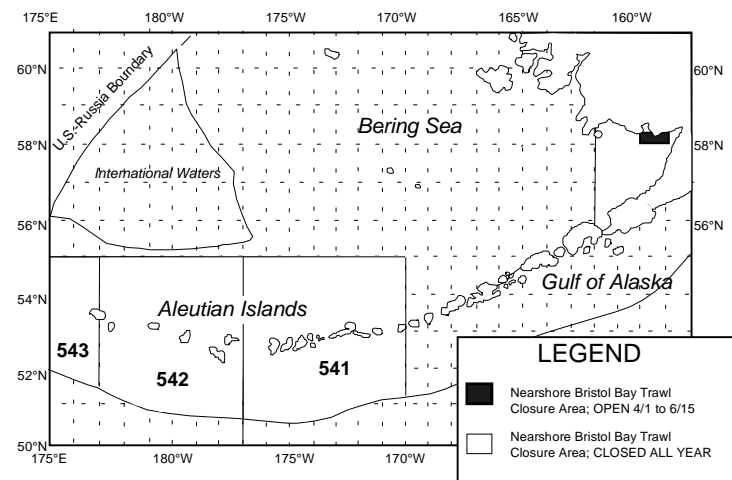 175°E 180°W 175°W 170°W 165°W 160°W
60°N 60°N
U.S.-Russia Boundary
Bering Sea
58°N 58°N
International Waters
56°N 56°N
Gulf of Alaska
54°N 54°N
Aleutian Islands
543 542 541
52°N
50°N
175°E 180°W 175°W 170°W
LEGEND
Nearshore Bristol Bay Trawl
Closure Area; OPEN 4/1 to 6/15
Nearshore Bristol Bay Trawl
Closure Area; CLOSED ALL YEAR